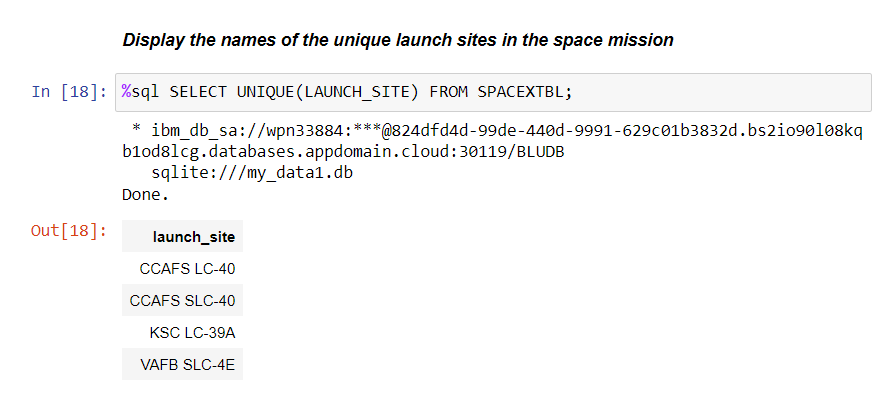 Display the names of the unique launch sites in the space mission
In [18]: %sql SELECT UNIQUE(LAUNCH_SITE) FROM SPACEXTBL;
* ibm_db_sa://wpn33884:***@824dfd4d-99de-440d-9991-629c01b3832d.bs2io90l08kq
b1od8lcg.databases.appdomain.cloud:30119/BLUDB
sqlite:///my_data1.db
Done.
Out[18]:
launch_site
CCAFS LC-40
CCAFS SLC-40
KSC LC-39A
VAFB SLC-4E